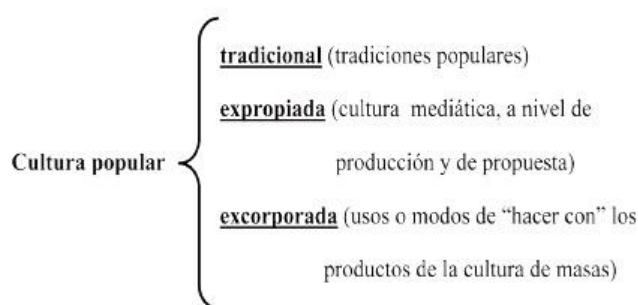 tradicional (tradiciones populares)
expropiada (cultura mediática, a nivel de
Cultura popular
producción y de propuesta)
excorporada (usos o modos de “hacer con” los
productos de la cultura de masas)